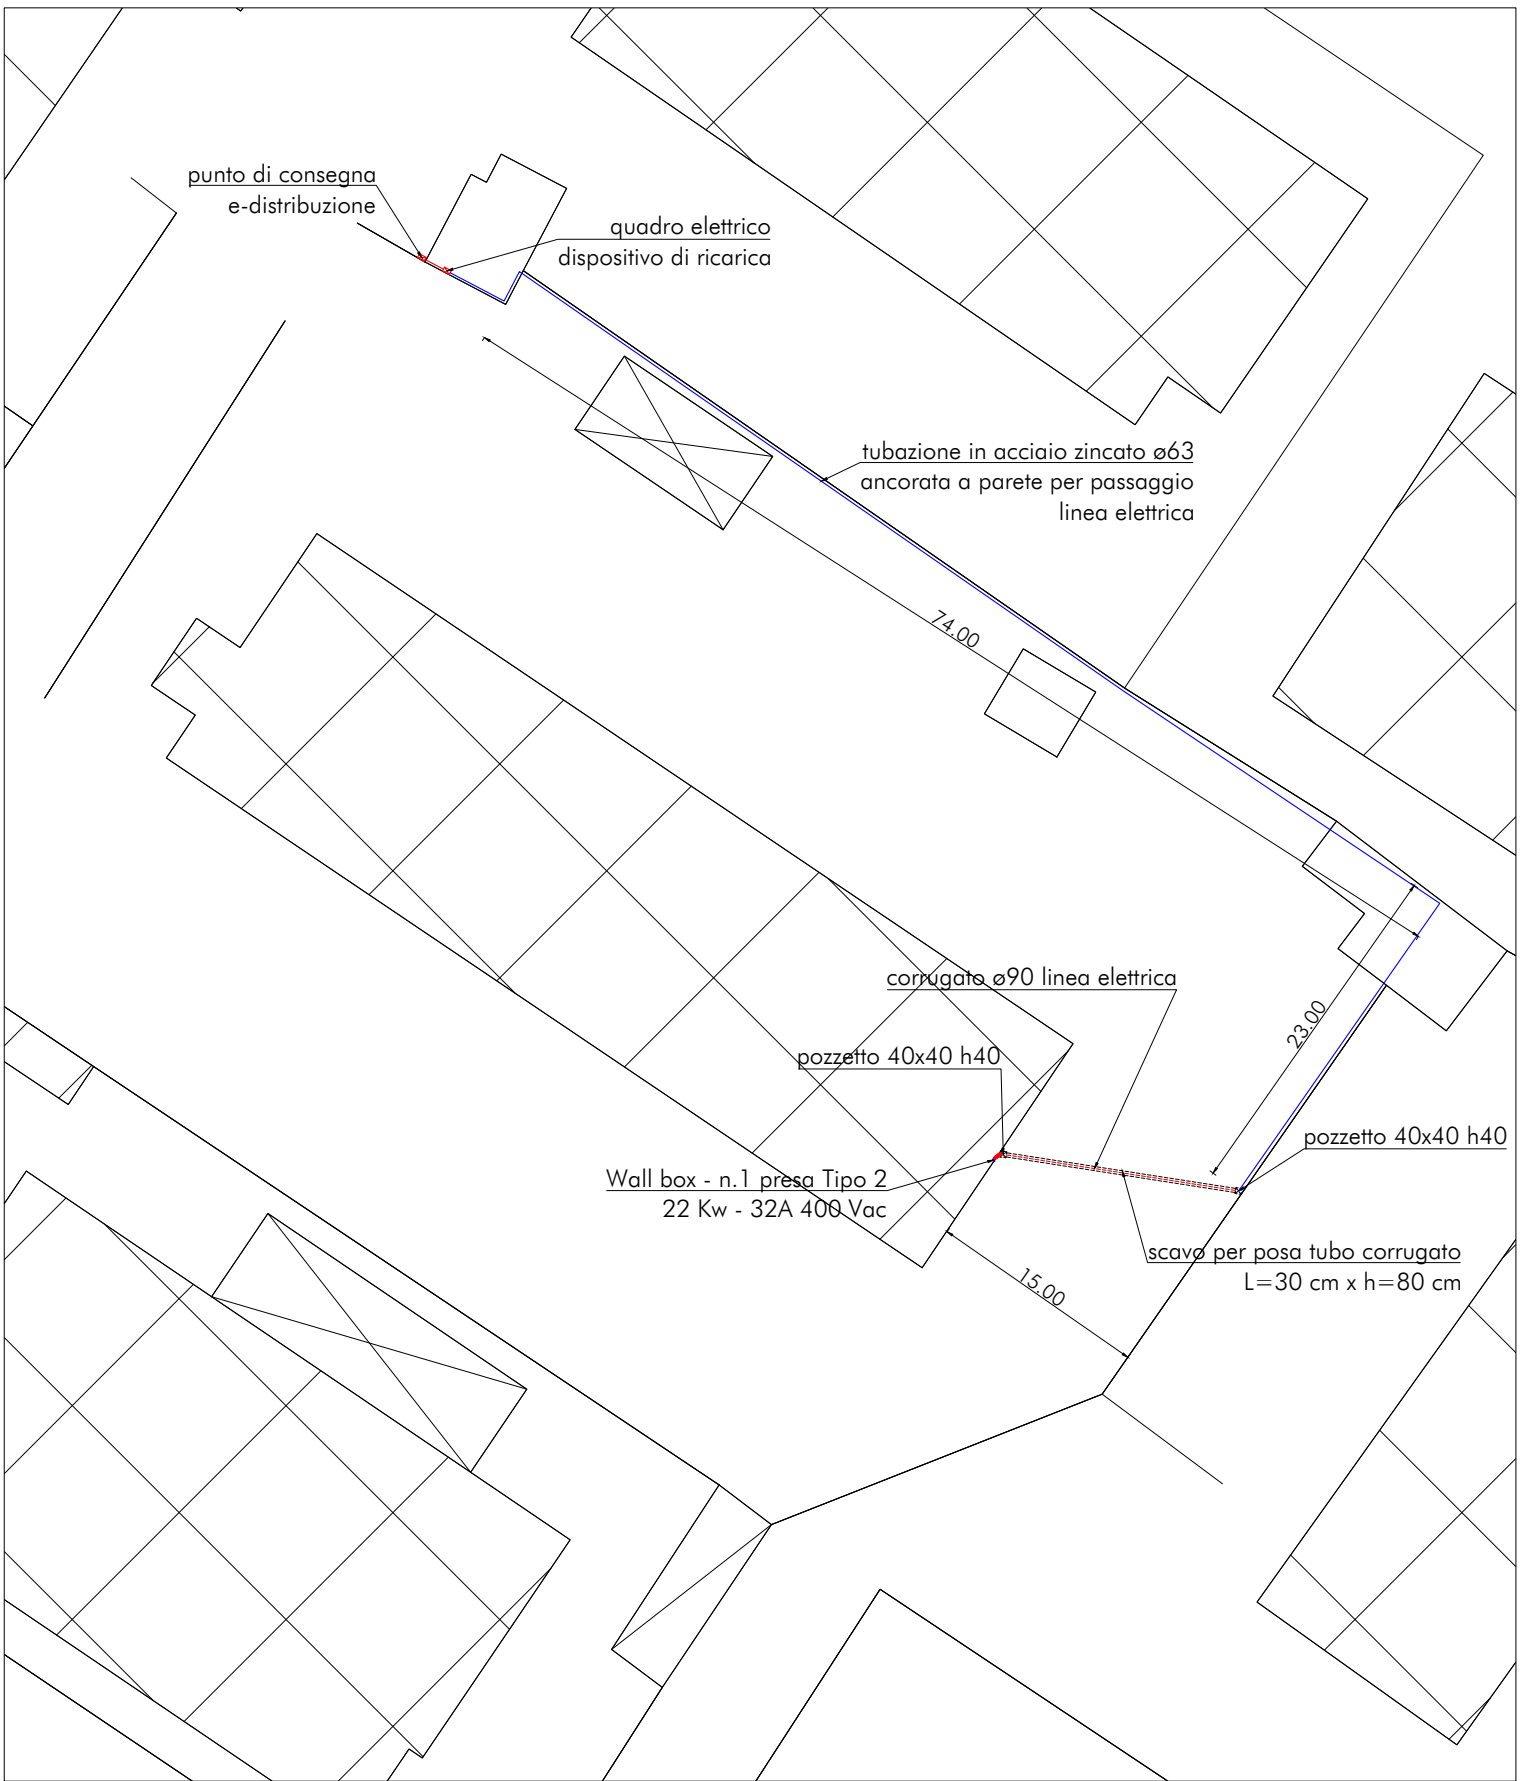 punto di consegna
e-distribuzione
quadro elettrico
dispositivo di ricarica
tubazione in acciaio zincato ø63
ancorata a parete per passaggio
linea elettrica
74.00
corrugato ø90 linea elettrica
23.00
pozzetto 40x40 h40
pozzetto 40x40 h40
Wall box - n.1 presa Tipo 2
22 Kw - 32A 400 Vac
scavo per posa tubo corrugato
L=30 cm x h=80 cm
15.00